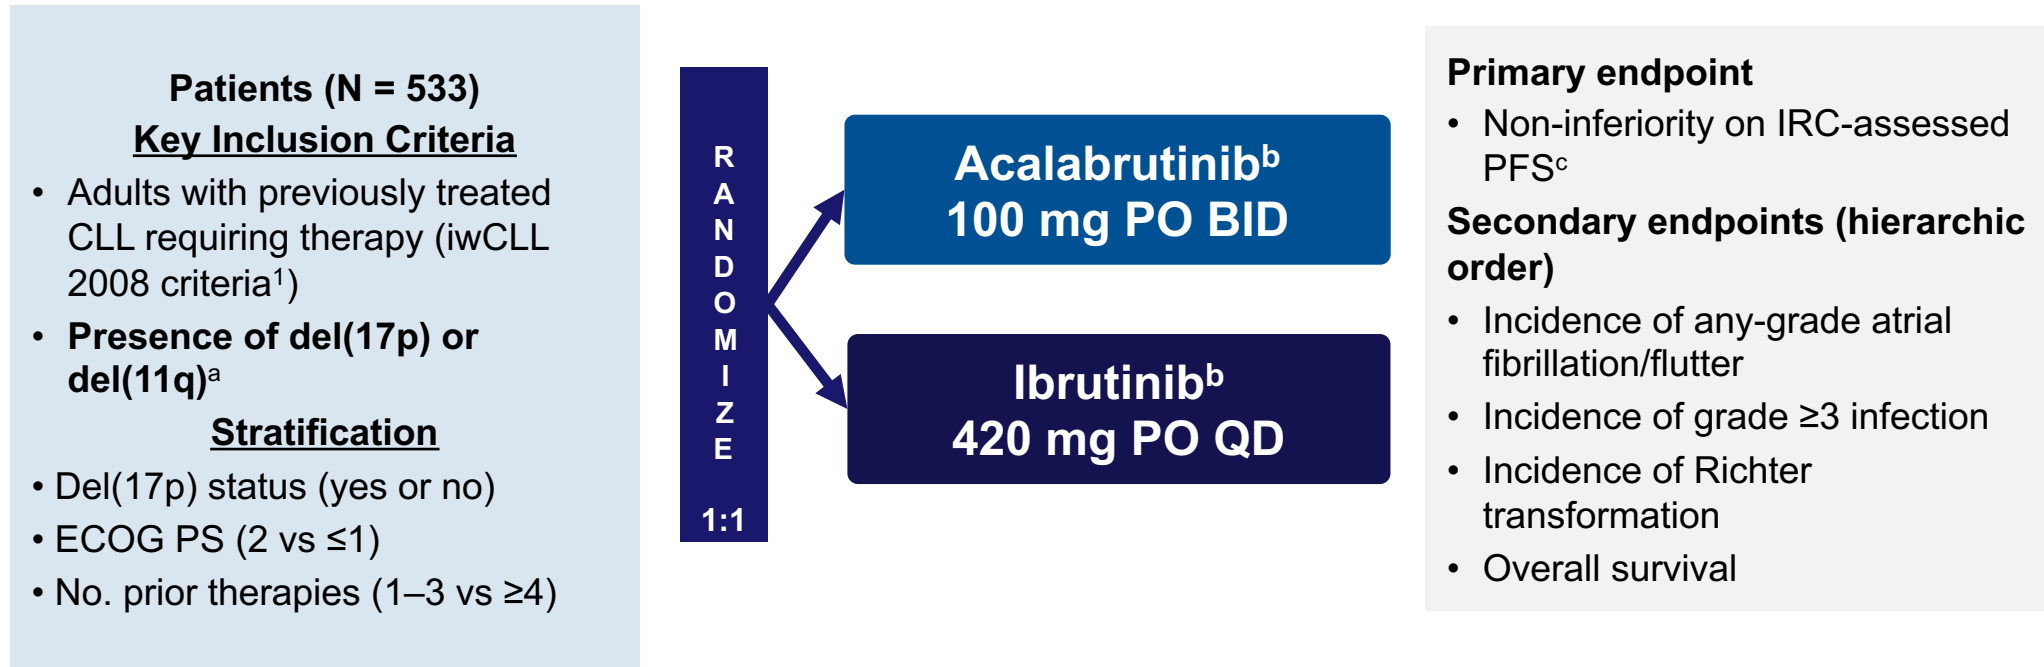 Patients (N = 533)
Key Inclusion Criteria
• Adults with previously treated
CLL requiring therapy (iwCLL
2008 criteria¹)
• Presence of del(17p) or
del(11q)ᵃ
Stratification
• Del(17p) status (yes or no)
• ECOG PS (2 vs ≤1)
• No. prior therapies (1–3 vs ≥4)
R
A
N
D
O
M
I
Z
E
1:1
Acalabrutinibᵇ
100 mg PO BID
Ibrutinibᵇ
420 mg PO QD
Primary endpoint
• Non-inferiority on IRC-assessed
PFSᶜ
Secondary endpoints (hierarchic
order)
• Incidence of any-grade atrial
fibrillation/flutter
• Incidence of grade ≥3 infection
• Incidence of Richter
transformation
• Overall survival